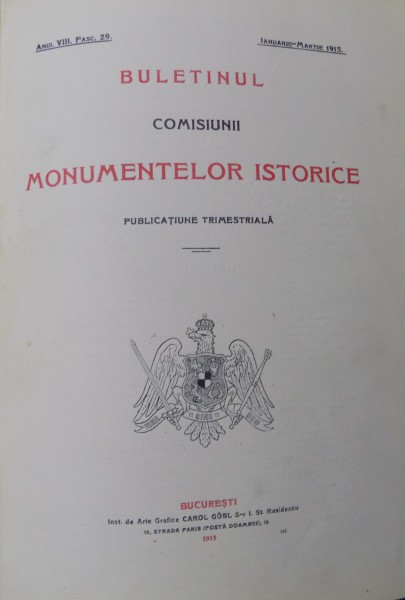 Anul VIII. Fasc. 29.
Ianuarie-Martie 1915.
BULETINUL
COMISIUNII
MONUMENTELOR ISTORICE
PUBLICAȚIUNE TRIMESTRIALĂ
BUCUREȘTI
Inst. de Arte Grafice CAROL GÖBL S-r I. St. Rasidescu
16, STRADA PARIS (POSTĂ DOAMNEI), 16
1915